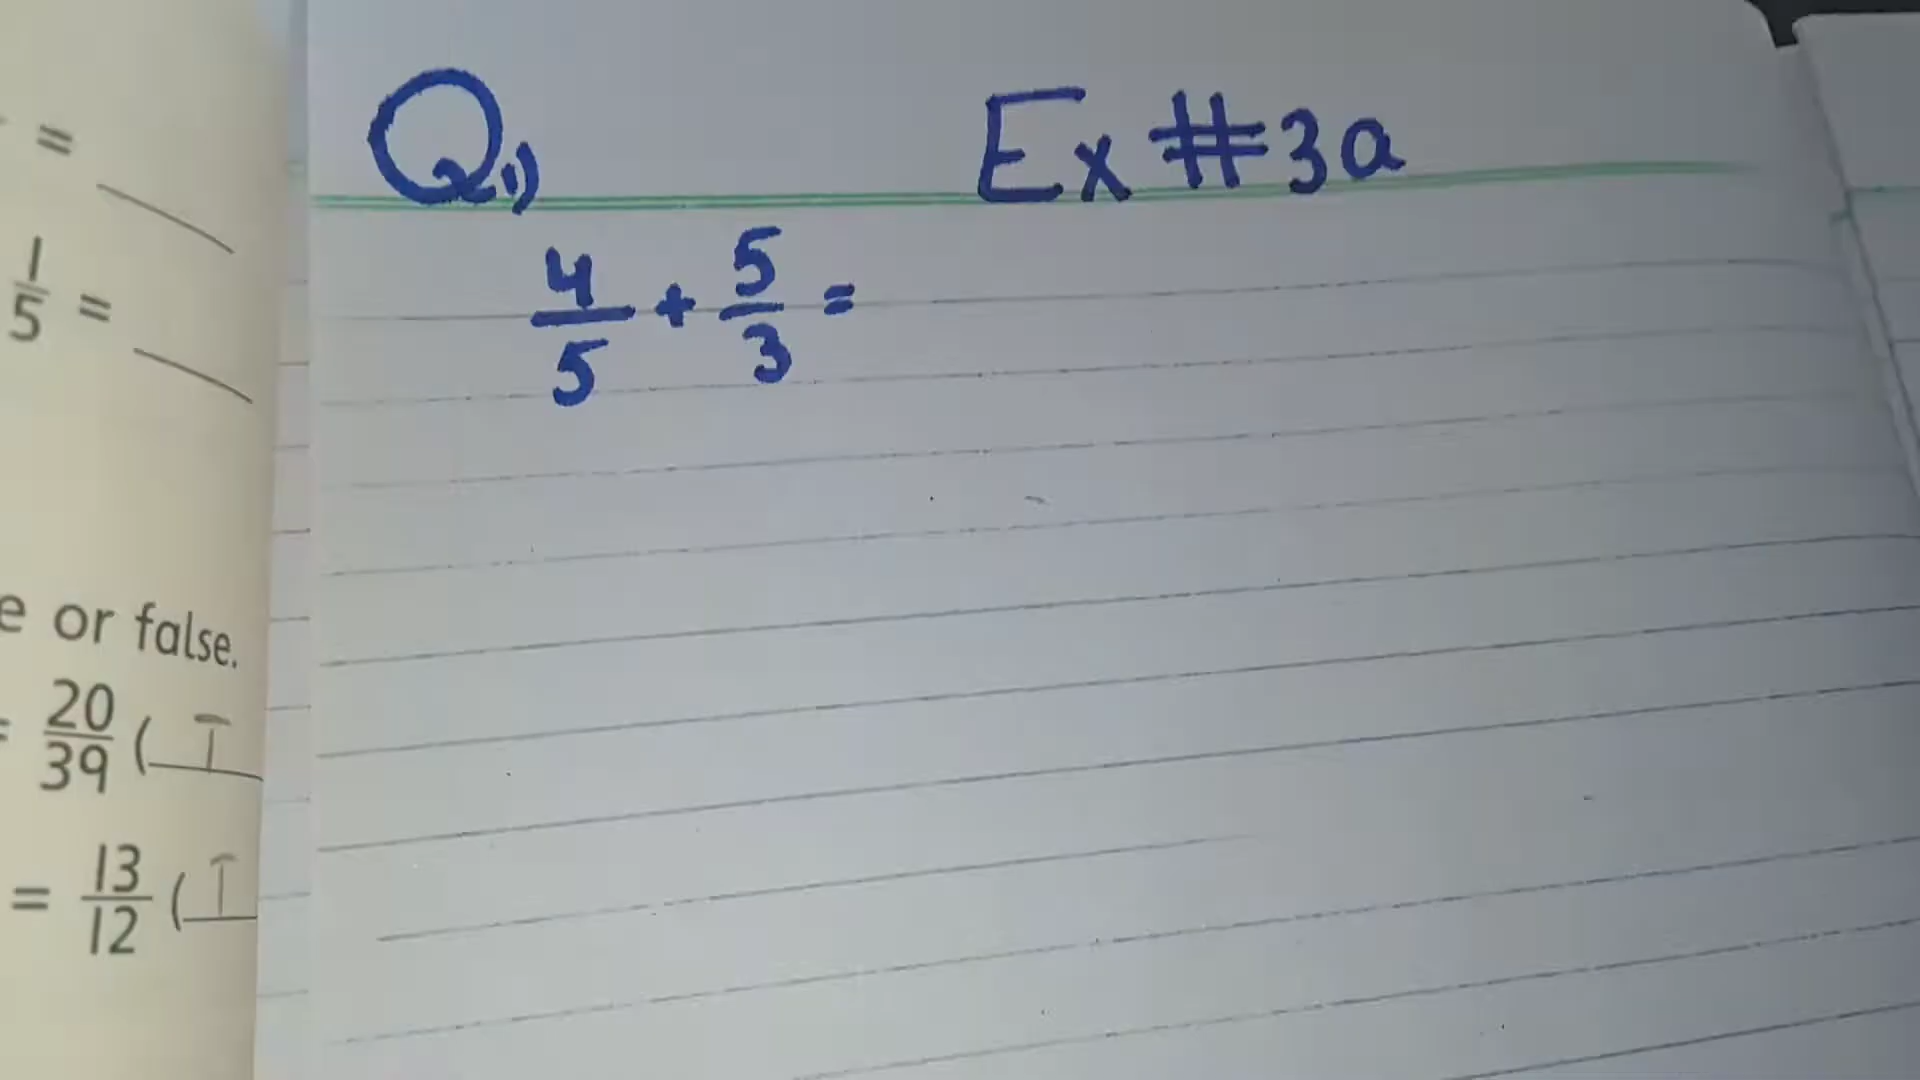 Q1) Ex #3a
4/5 + 5/3 =
=
1/5 =
e or false.
= 20/39 ( T
= 13/12 ( T